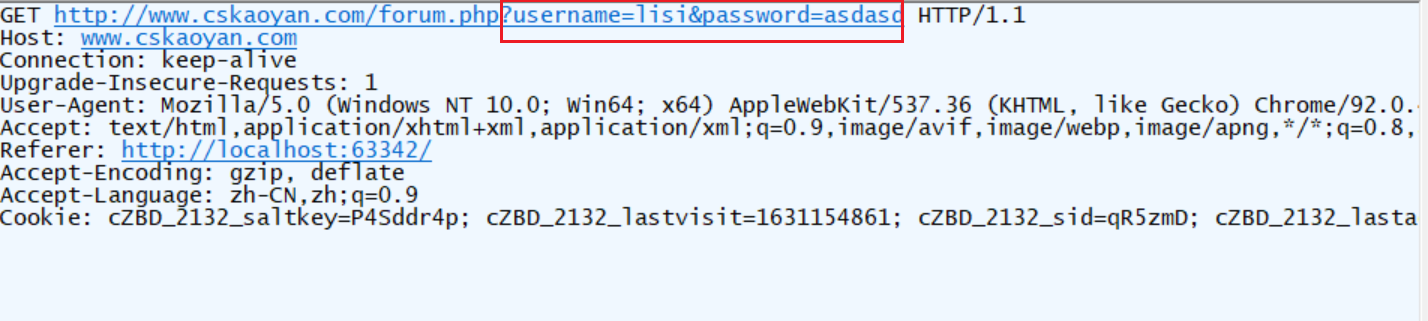 GET http://www.cskaoyan.com/forum.php?username=lisi&password=asdasd HTTP/1.1
Host: www.cskaoyan.com
Connection: keep-alive
Upgrade-Insecure-Requests: 1
User-Agent: Mozilla/5.0 (Windows NT 10.0; Win64; x64) AppleWebKit/537.36 (KHTML, like Gecko) Chrome/92.0.
Accept: text/html,application/xhtml+xml,application/xml;q=0.9,image/avif,image/webp,image/apng,*/*;q=0.8,
Referer: http://localhost:63342/
Accept-Encoding: gzip, deflate
Accept-Language: zh-CN,zh;q=0.9
Cookie: cZBD_2132_saltkey=P4Sddr4p; cZBD_2132_lastvisit=1631154861; cZBD_2132_sid=qR5zmD; cZBD_2132_lasta